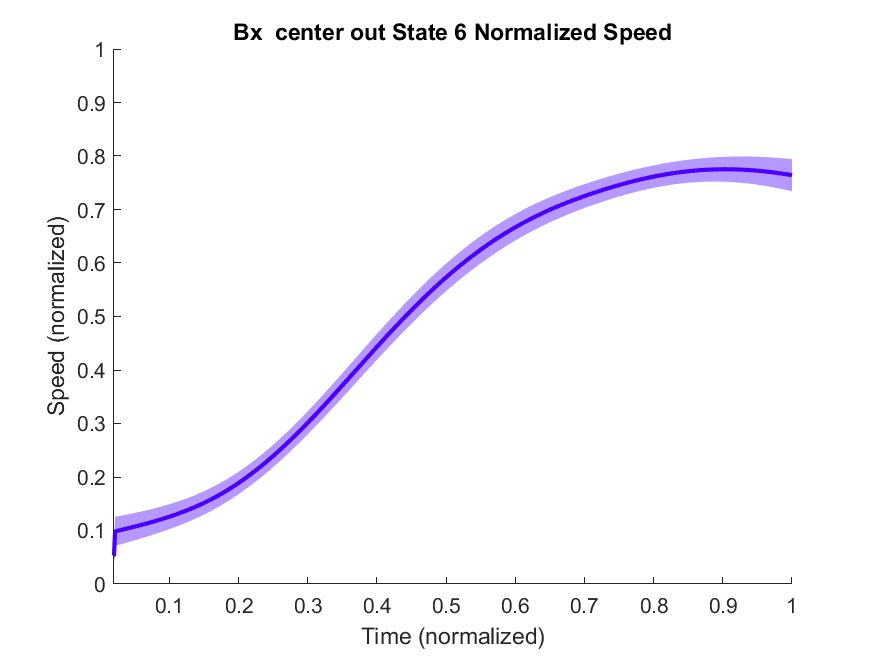 Bx  center out State 6 Normalized Speed
1
0.9
0.8
0.7
0.6
0.5
0.4
0.3
0.2
0.1
0
Speed (normalized)
0.1 0.2 0.3 0.4 0.5 0.6 0.7 0.8 0.9 1
Time (normalized)